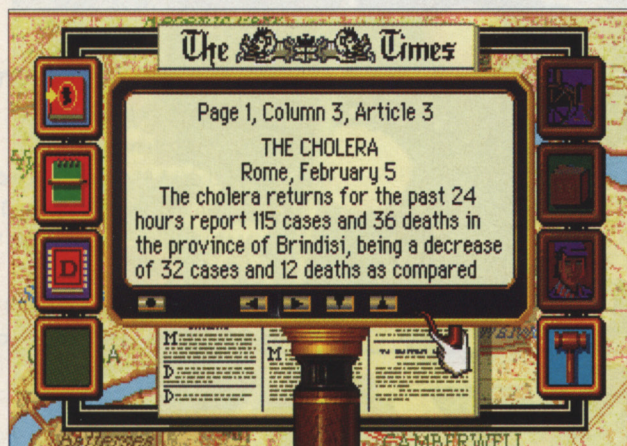 The Times
Page 1, Column 3, Article 3
THE CHOLERA
Rome, February 5
The cholera returns for the past 24
hours report 115 cases and 36 deaths in
the province of Brindisi, being a decrease
of 32 cases and 12 deaths as compared
D
M
D
D
M
CAMBERWELL